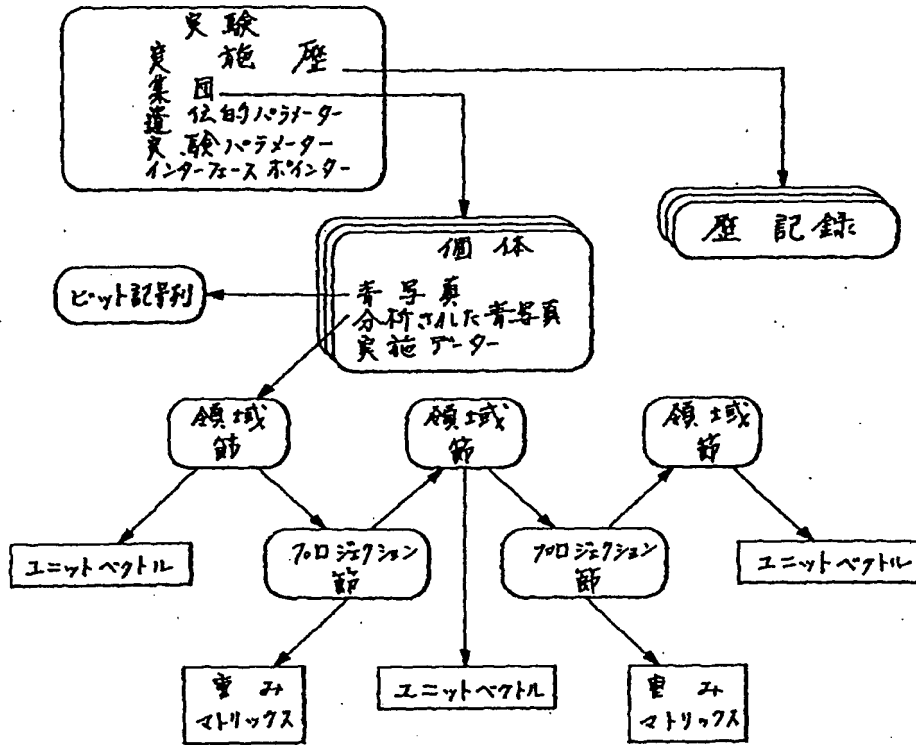 実験
実施歴
集団
遺伝的パラメーター
実験パラメーター
インターフェースポインター
歴記録
個体
青写真
分析された青写真
実施データー
ビット記号列
領域
節
領域
節
領域
節
ユニットベクトル
プロジェクション
節
プロジェクション
節
ユニットベクトル
重み
マトリックス
ユニットベクトル
重み
マトリックス